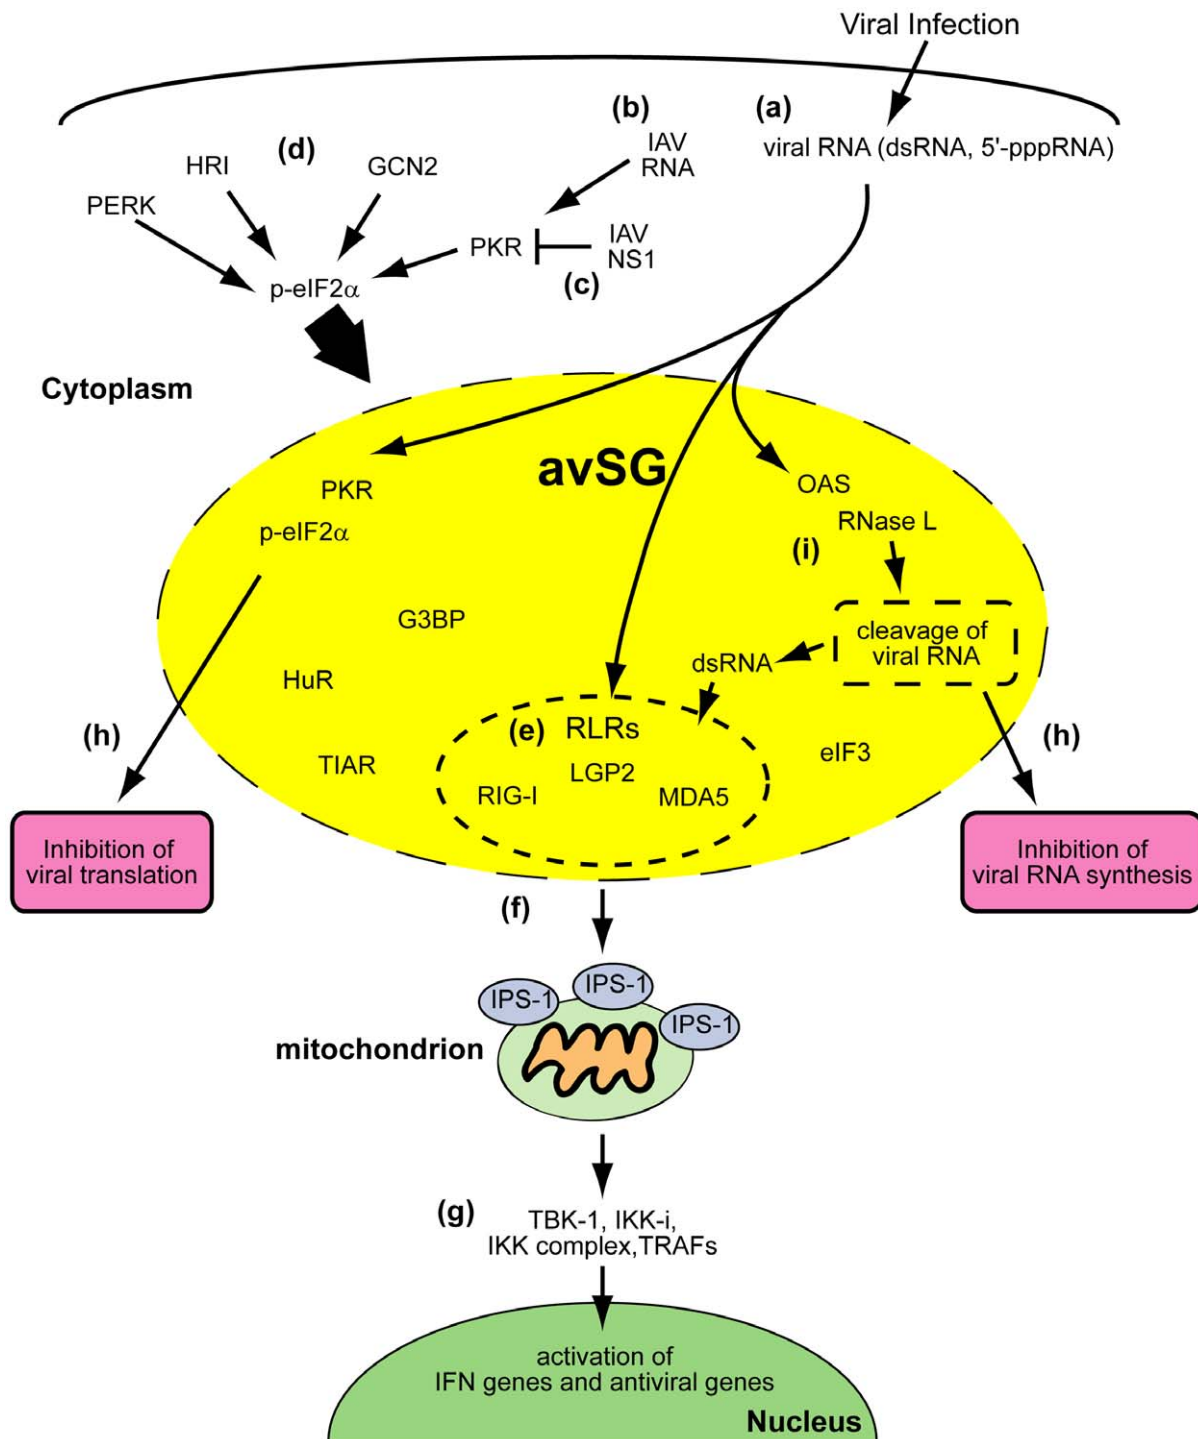 Viral Infection
(a)
viral RNA (dsRNA, 5'-pppRNA)
(b)
IAV
RNA
(d)
HRI
GCN2
PERK
PKR
IAV
NS1
(c)
p-eIF2α
Cytoplasm
avSG
PKR
p-eIF2α
OAS
RNase L
(i)
cleavage of
viral RNA
dsRNA
G3BP
HuR
TIAR
(e)
RLRs
LGP2
RIG-I
MDA5
eIF3
(h)
Inhibition of
viral translation
(h)
Inhibition of
viral RNA synthesis
(f)
IPS-1
IPS-1
IPS-1
mitochondrion
(g)
TBK-1, IKK-i,
IKK complex,TRAFs
activation of
IFN genes and antiviral genes
Nucleus